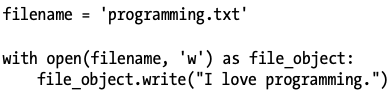 filename = 'programming.txt'
with open(filename, 'w') as file_object:
    file_object.write("I love programming.")